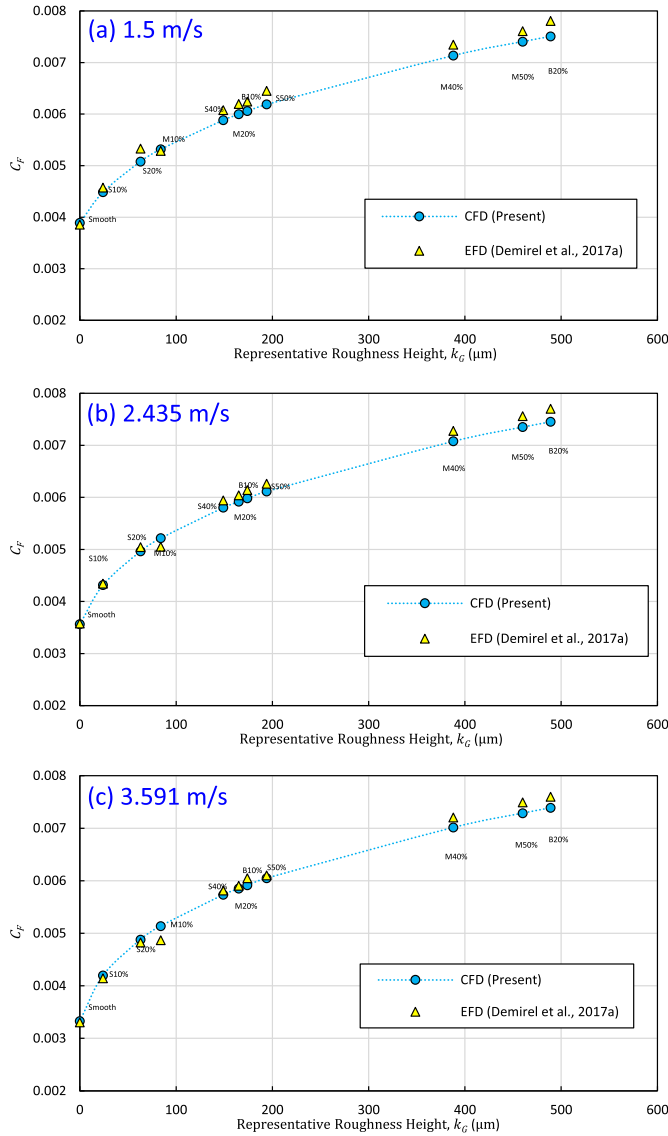 (a) 1.5 m/s
0.008
0.007
0.006
0.005
0.004
0.003
0.002
C_F
Smooth
S10%
S20%
M10%
S40%
M20%
B10%
S50%
M40%
M50%
B20%
CFD (Present)
EFD (Demirel et al., 2017a)
0 100 200 300 400 500 600
Representative Roughness Height, k_G (µm)
(b) 2.435 m/s
0.008
0.007
0.006
0.005
0.004
0.003
0.002
C_F
Smooth
S10%
S20%
M10%
S40%
M20%
B10%
S50%
M40%
M50%
B20%
CFD (Present)
EFD (Demirel et al., 2017a)
0 100 200 300 400 500 600
Representative Roughness Height, k_G (µm)
(c) 3.591 m/s
0.008
0.007
0.006
0.005
0.004
0.003
0.002
C_F
Smooth
S10%
S20%
M10%
S40%
M20%
B10%
S50%
M40%
M50%
B20%
CFD (Present)
EFD (Demirel et al., 2017a)
0 100 200 300 400 500 600
Representative Roughness Height, k_G (µm)